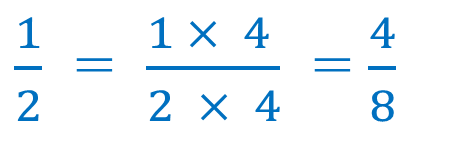 1/2 = (1 × 4)/(2 × 4) = 4/8